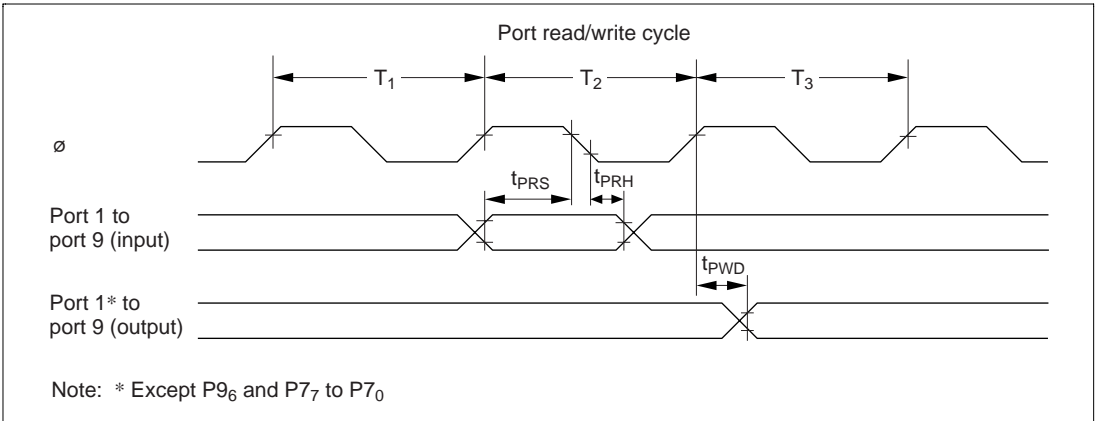 Port read/write cycle
T1 T2 T3
ø
tPRS tPRH
Port 1 to
port 9 (input)
tPWD
Port 1* to
port 9 (output)
Note: * Except P96 and P77 to P70